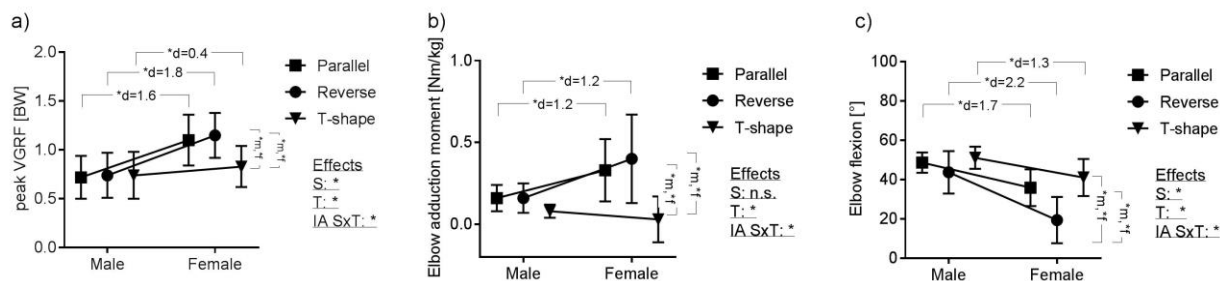 a)
peak VGRF [BW]
2.0
1.5
1.0
0.5
0.0
*d=0.4
*d=1.8
*d=1.6
Male
Female
*m,*f
*m,*f
Parallel
Reverse
T-shape
Effects
S: *
T: *
IA SxT: *
b)
Elbow adduction moment [Nm/kg]
1.0
0.5
0.0
*d=1.2
*d=1.2
Male
Female
*m,*f
*m,*f
Parallel
Reverse
T-shape
Effects
S: n.s.
T: *
IA SxT: *
c)
Elbow flexion [°]
80
60
40
20
0
*d=1.3
*d=2.2
*d=1.7
Male
Female
*m,*f
*m,*f
Parallel
Reverse
T-shape
Effects
S: *
T: *
IA SxT: *